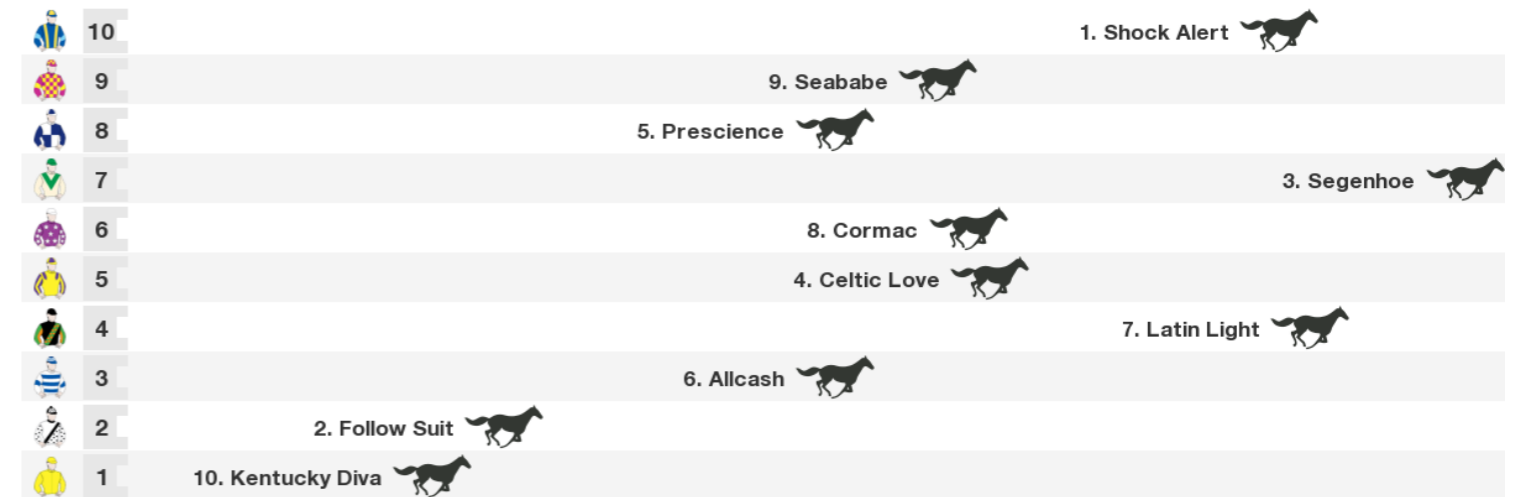 10 1. Shock Alert
9 9. Seababe
8 5. Prescience
7 3. Segenhoe
6 8. Cormac
5 4. Celtic Love
4 7. Latin Light
3 6. Allcash
2 2. Follow Suit
1 10. Kentucky Diva